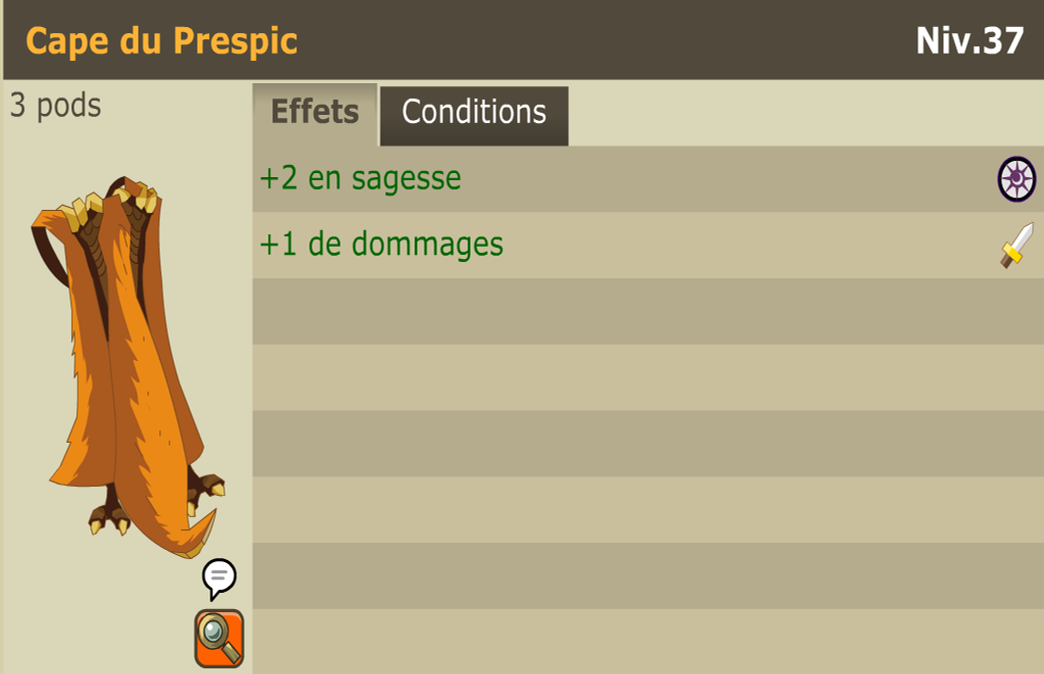 Cape du Prespic
Niv.37
3 pods
Effets
Conditions
+2 en sagesse
+1 de dommages